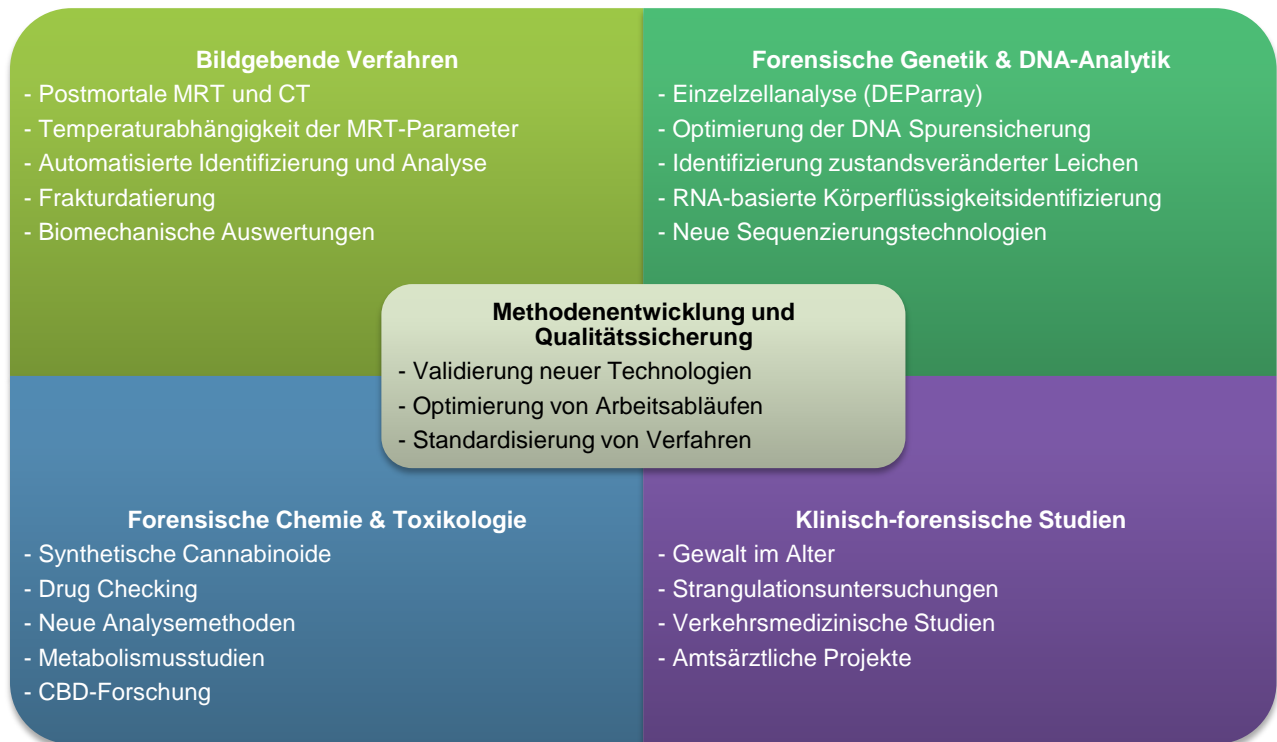 Bildgebende Verfahren
- Postmortale MRT und CT
- Temperaturabhängigkeit der MRT-Parameter
- Automatisierte Identifizierung und Analyse
- Frakturdatierung
- Biomechanische Auswertungen
Forensische Genetik & DNA-Analytik
- Einzelzellanalyse (DEParray)
- Optimierung der DNA Spurensicherung
- Identifizierung zustandsveränderter Leichen
- RNA-basierte Körperflüssigkeitsidentifizierung
- Neue Sequenzierungstechnologien
Methodenentwicklung und
Qualitätssicherung
- Validierung neuer Technologien
- Optimierung von Arbeitsabläufen
- Standardisierung von Verfahren
Forensische Chemie & Toxikologie
- Synthetische Cannabinoide
- Drug Checking
- Neue Analysemethoden
- Metabolismusstudien
- CBD-Forschung
Klinisch-forensische Studien
- Gewalt im Alter
- Strangulationsuntersuchungen
- Verkehrsmedizinische Studien
- Amtsärztliche Projekte